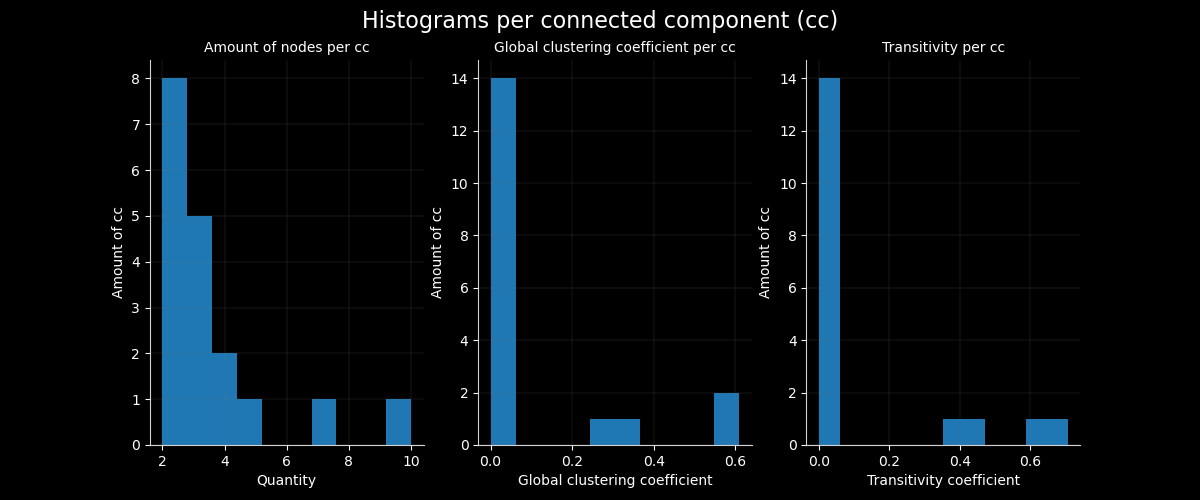 Histograms per connected component (cc)
Amount of nodes per cc
Amount of cc
8
7
6
5
4
3
2
1
0
2 4 6 8 10
Quantity
Global clustering coefficient per cc
Amount of cc
14
12
10
8
6
4
2
0
0.0 0.2 0.4 0.6
Global clustering coefficient
Transitivity per cc
Amount of cc
14
12
10
8
6
4
2
0
0.0 0.2 0.4 0.6
Transitivity coefficient